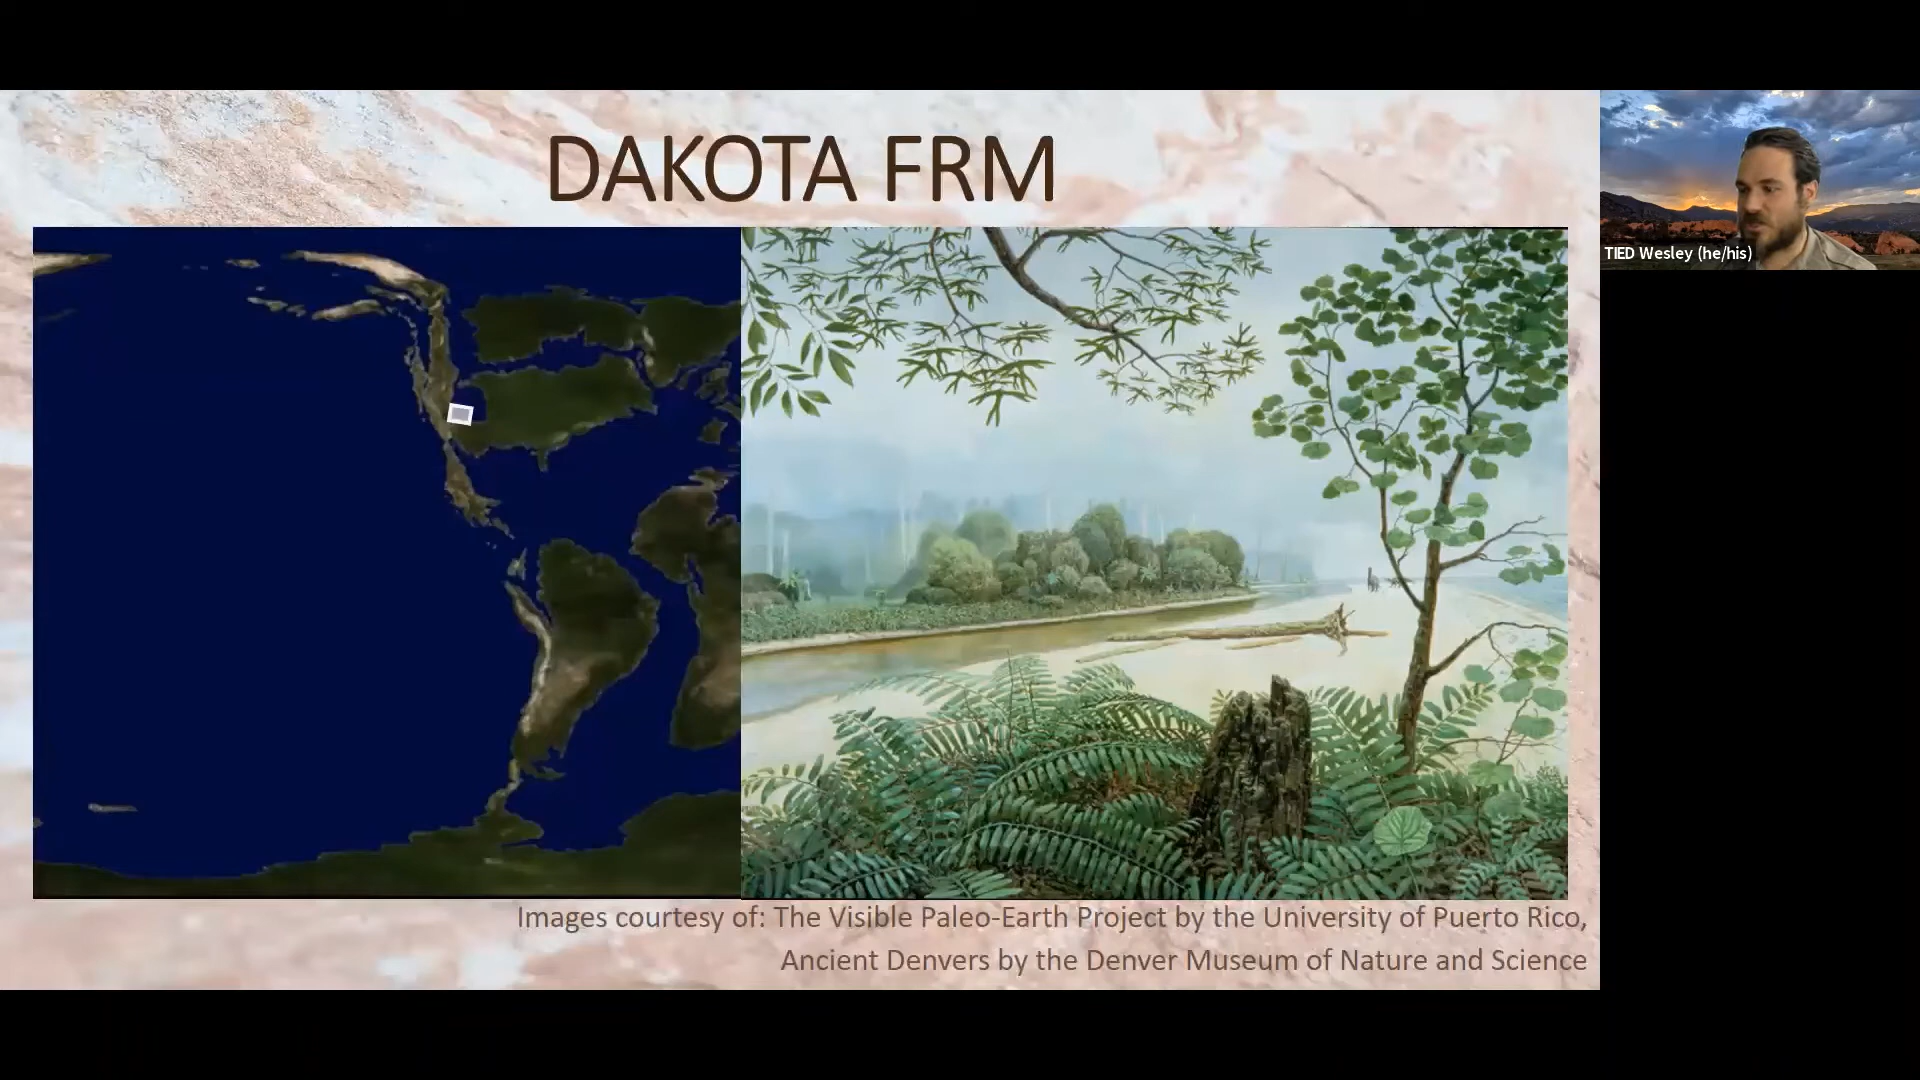 DAKOTA FRM
TIED Wesley (he/his)
Images courtesy of: The Visible Paleo-Earth Project by the University of Puerto Rico,
Ancient Denvers by the Denver Museum of Nature and Science